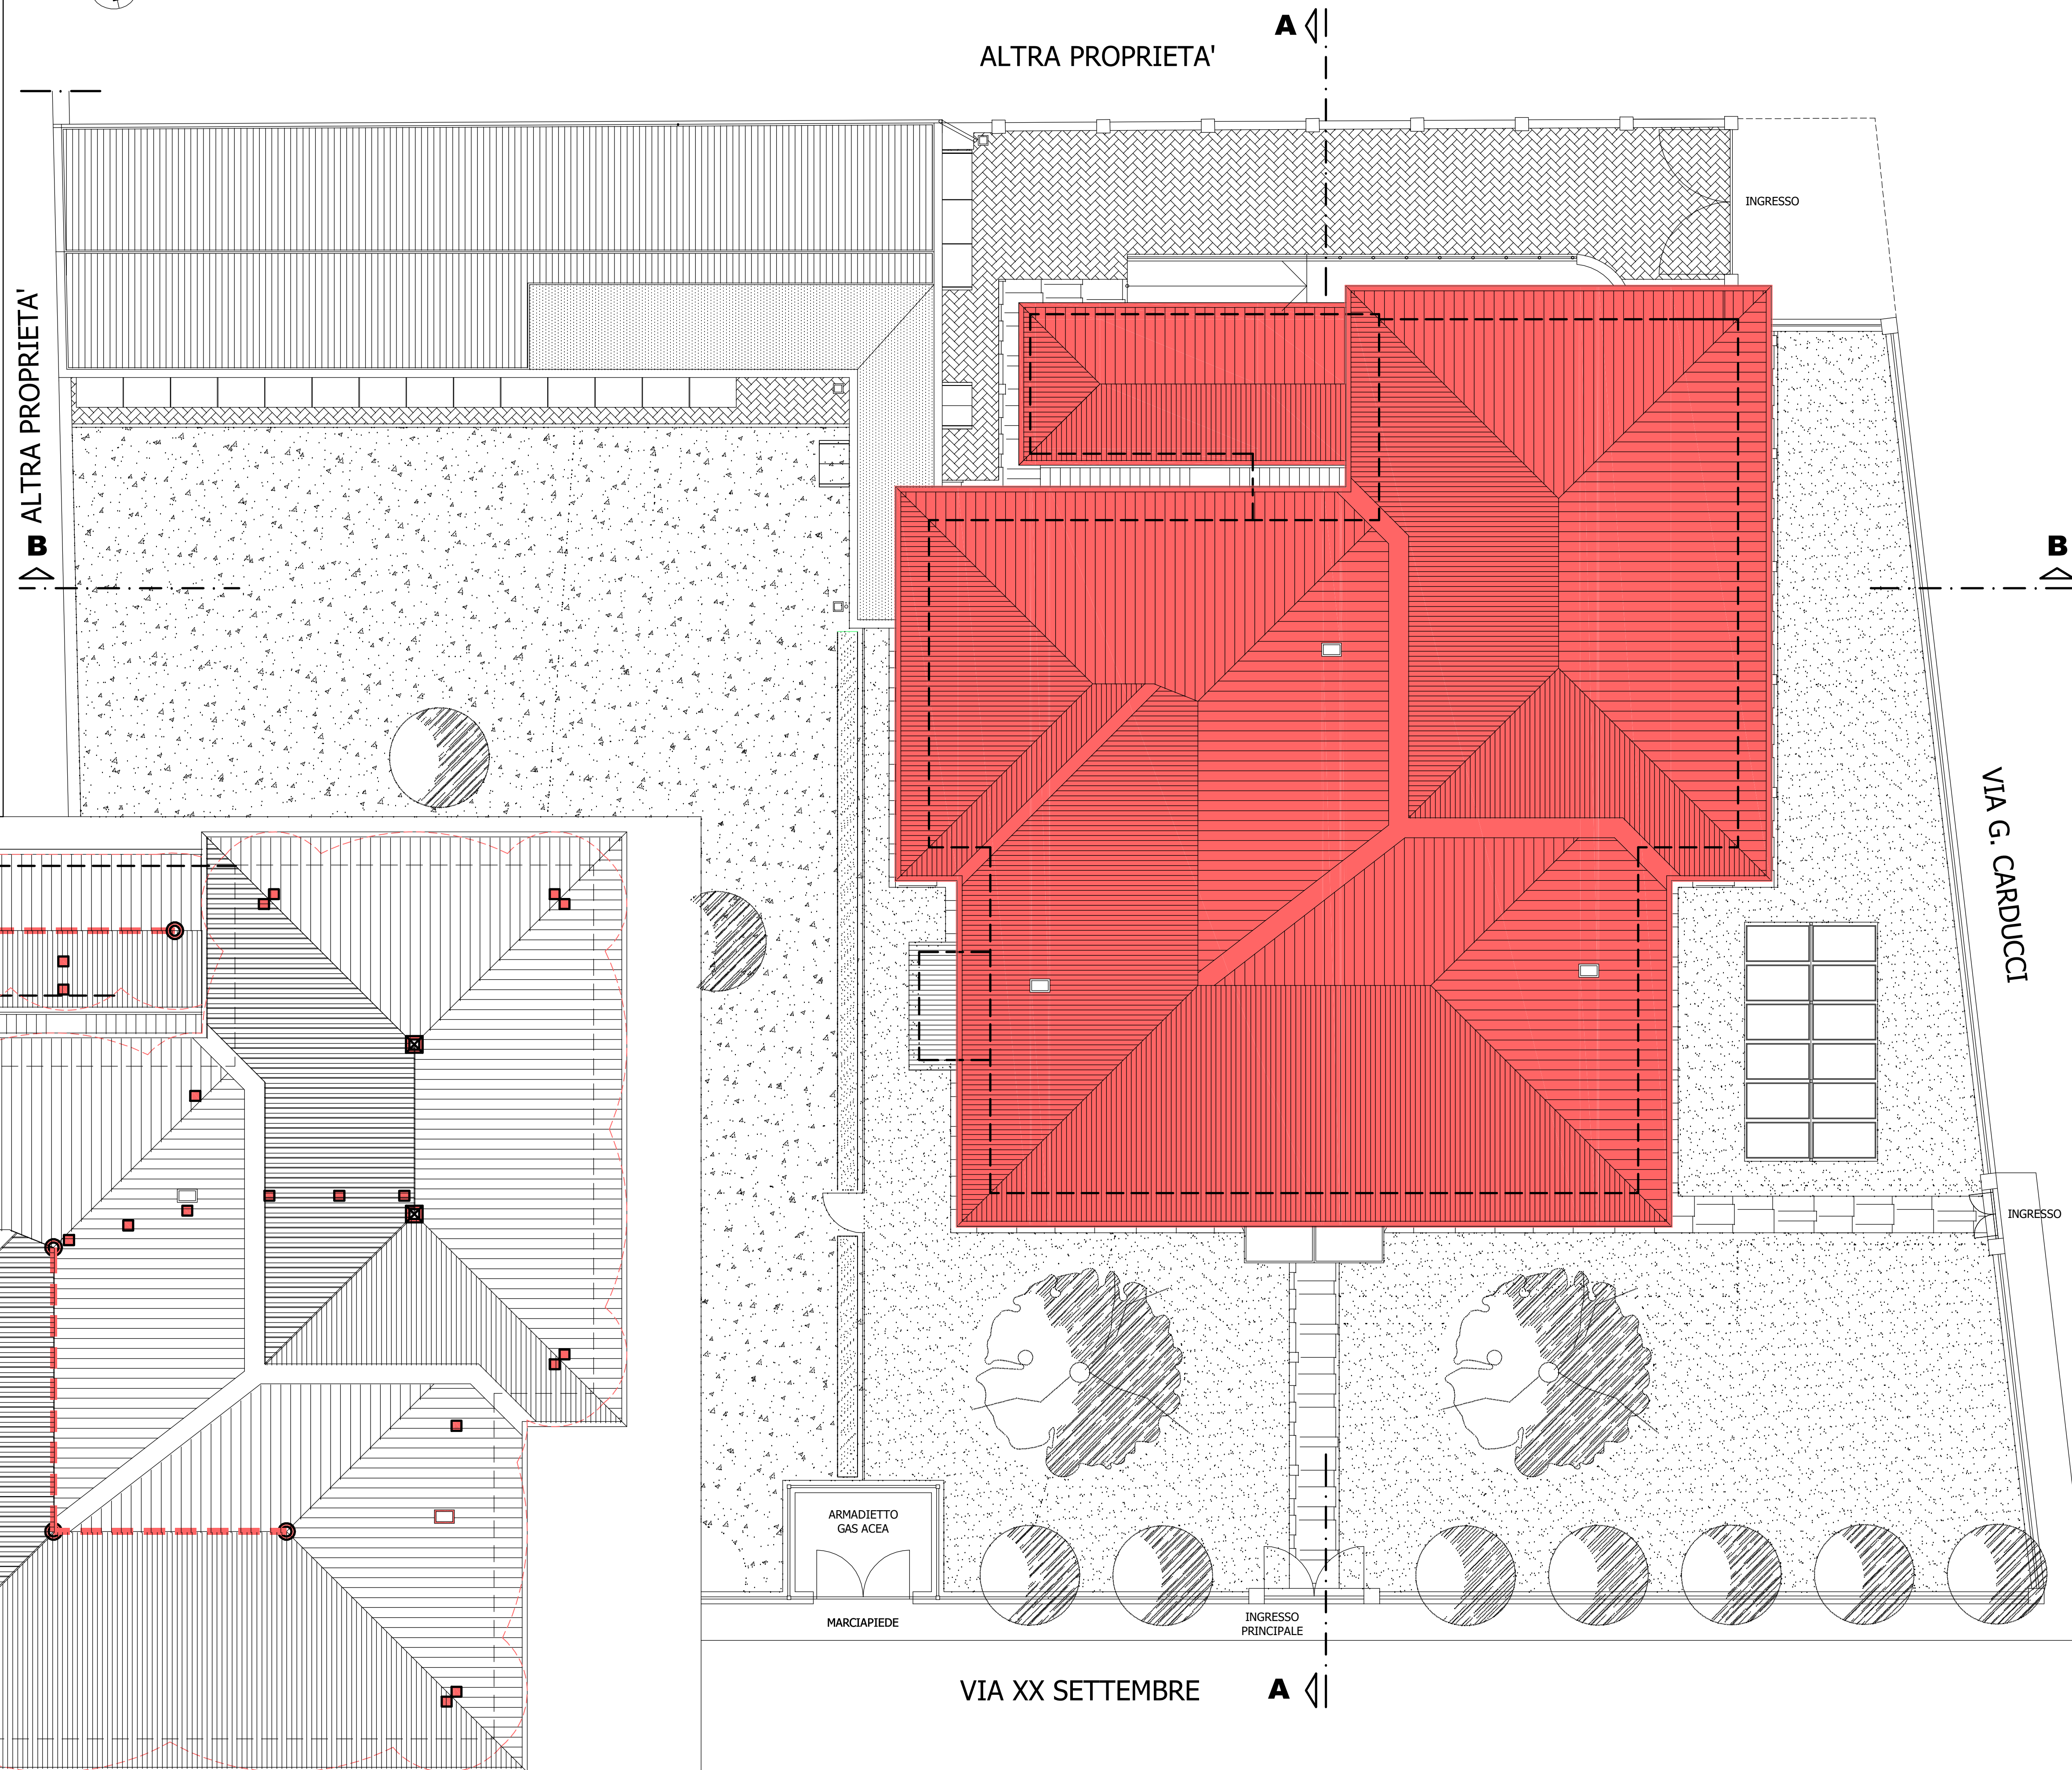 A
ALTRA PROPRIETA'
INGRESSO
ALTRA PROPRIETA'
B
B
VIA G. CARDUCCI
INGRESSO
ARMADIETTO
GAS ACEA
MARCIAPIEDE
INGRESSO
PRINCIPALE
VIA XX SETTEMBRE
A